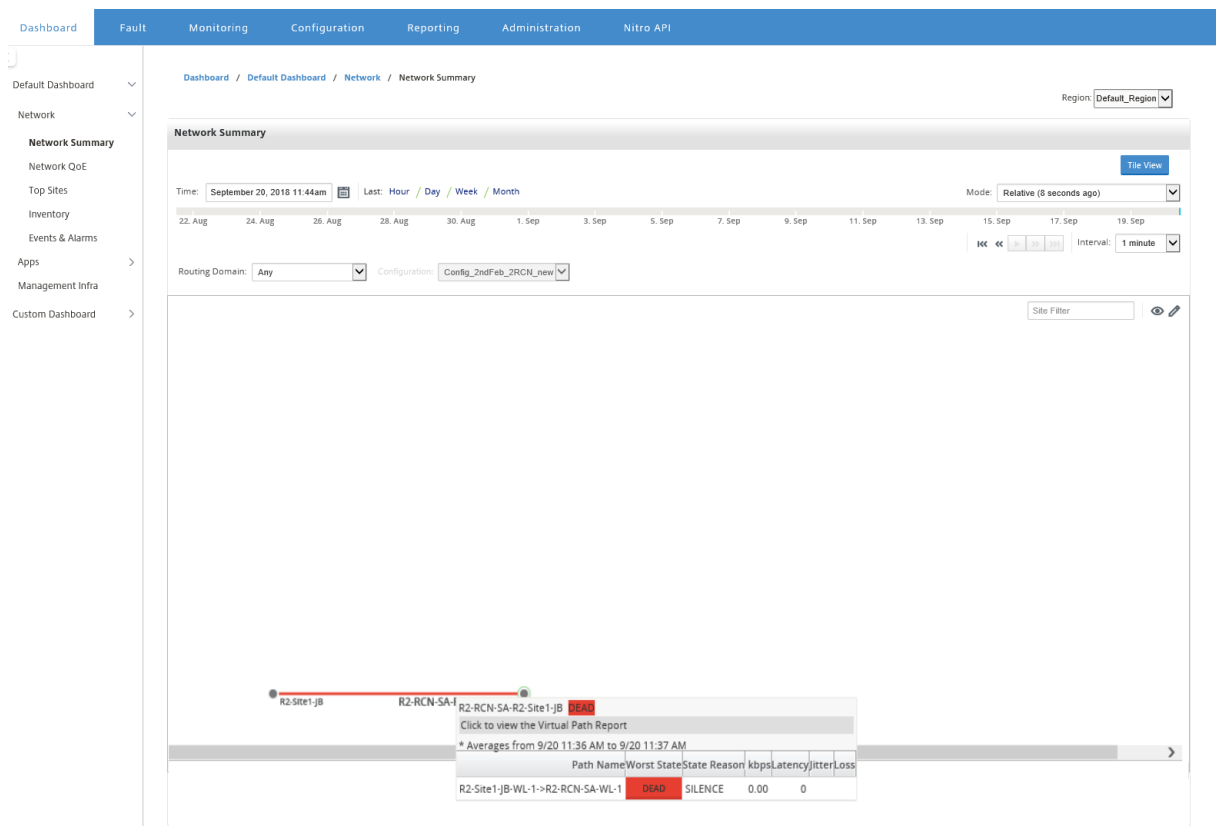 Dashboard Fault Monitoring Configuration Reporting Administration Nitro API
Default Dashboard
Network
Network Summary
Network QoE
Top Sites
Inventory
Events & Alarms
Apps
Management Infra
Custom Dashboard
Dashboard / Default Dashboard / Network / Network Summary
Region: Default_Region
Network Summary
Tile View
Time: September 20, 2018 11:44am Last: Hour / Day / Week / Month
Mode: Relative (8 seconds ago)
22. Aug 24. Aug 26. Aug 28. Aug 30. Aug 1. Sep 3. Sep 5. Sep 7. Sep 9. Sep 11. Sep 13. Sep 15. Sep 17. Sep 19. Sep
Interval: 1 minute
Routing Domain: Any Configuration: Config_2ndFeb_2RCN_new
Site Filter
R2-Site1-JB
R2-RCN-SA-
R2-RCN-SA-R2-Site1-JB DEAD
Click to view the Virtual Path Report
* Averages from 9/20 11:36 AM to 9/20 11:37 AM
Path Name Worst State State Reason kbps Latency Jitter Loss
R2-Site1-JB-WL-1->R2-RCN-SA-WL-1 DEAD SILENCE 0.00 0